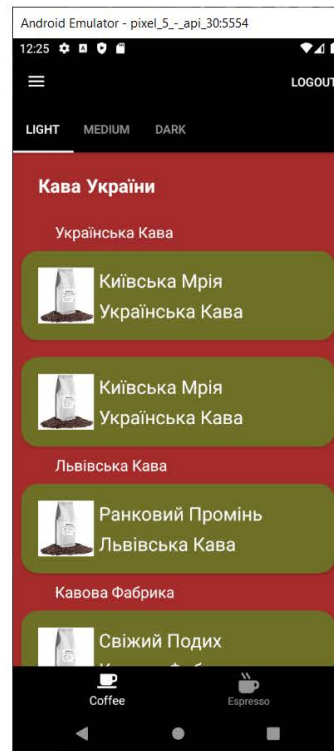 Android Emulator - pixel_5_-_api_30:5554
12:25
LOGOUT
LIGHT MEDIUM DARK
Кава України
Українська Кава
Київська Мрія
Українська Кава
Київська Мрія
Українська Кава
Львівська Кава
Ранковий Промінь
Львівська Кава
Кавова Фабрика
Свіжий Подих
Coffee Espresso